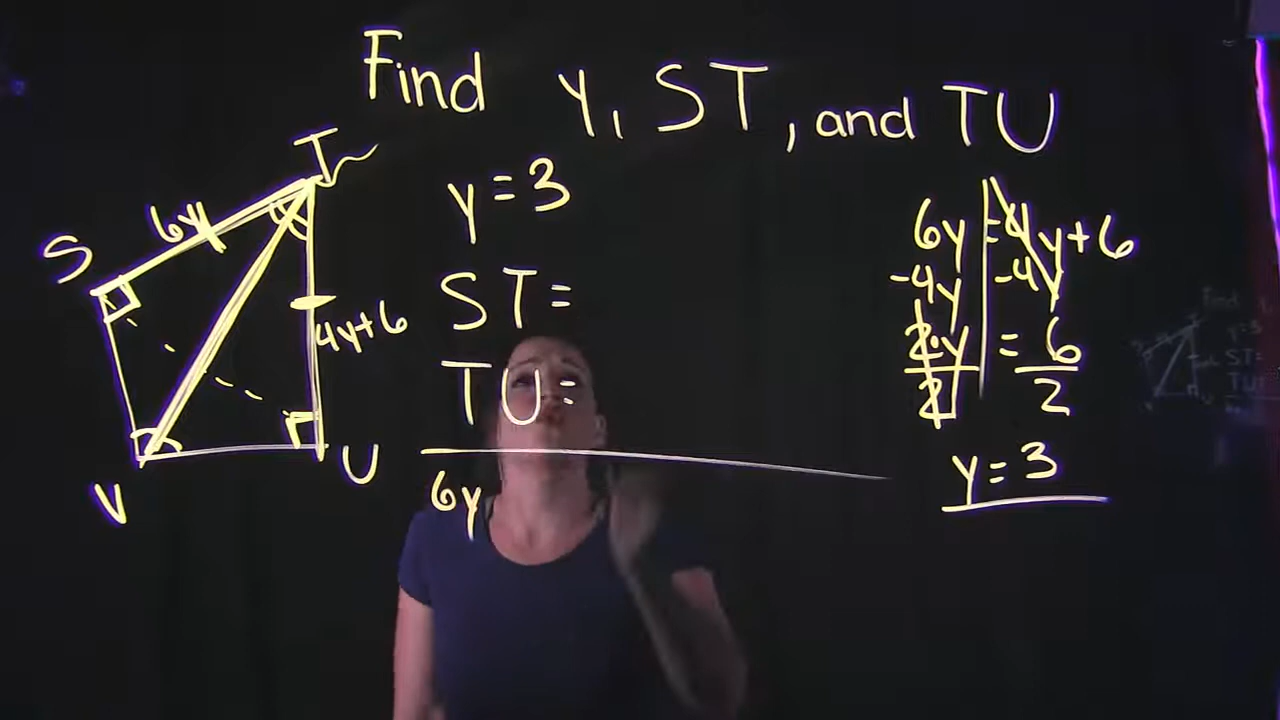 Find y, ST, and TU
T
S
6y
4y+6
V
U
y=3
ST=
TU=
6y
6y=4y+6
-4y -4y
2·y = 6
2 2
y=3